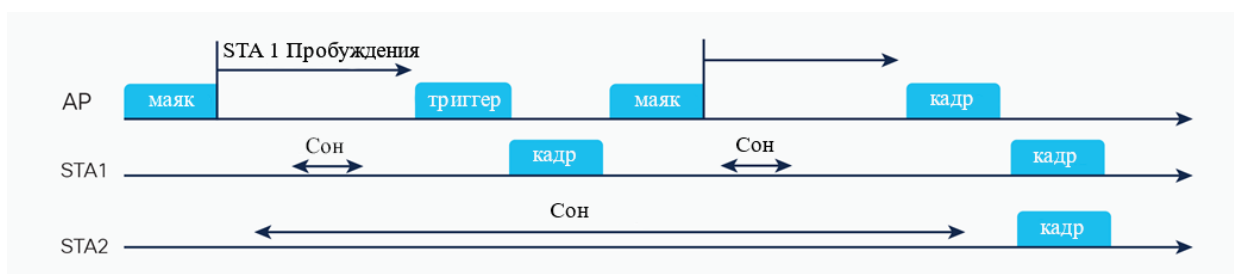 STA 1 Пробуждения
AP маяк триггер маяк кадр
Сон Сон
STA1 кадр кадр
Сон
STA2 кадр